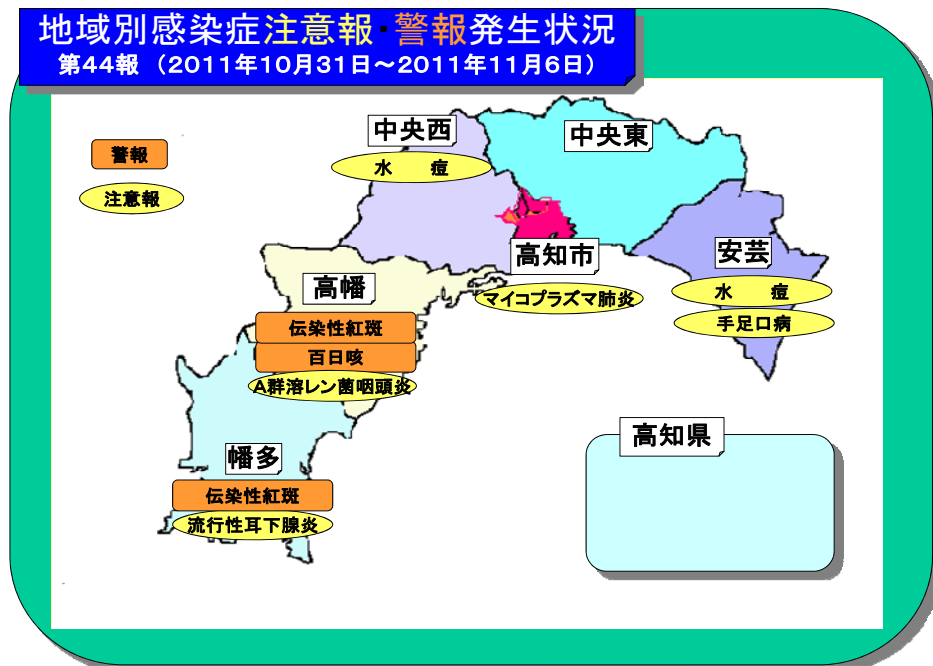 地域別感染症注意報・警報発生状況
第44報 （2011年10月31日～2011年11月6日）
警報
注意報
中央西
水　痘
中央東
高知市
マイコプラズマ肺炎
安芸
水　痘
手足口病
高幡
伝染性紅斑
百日咳
A群溶レン菌咽頭炎
幡多
伝染性紅斑
流行性耳下腺炎
高知県